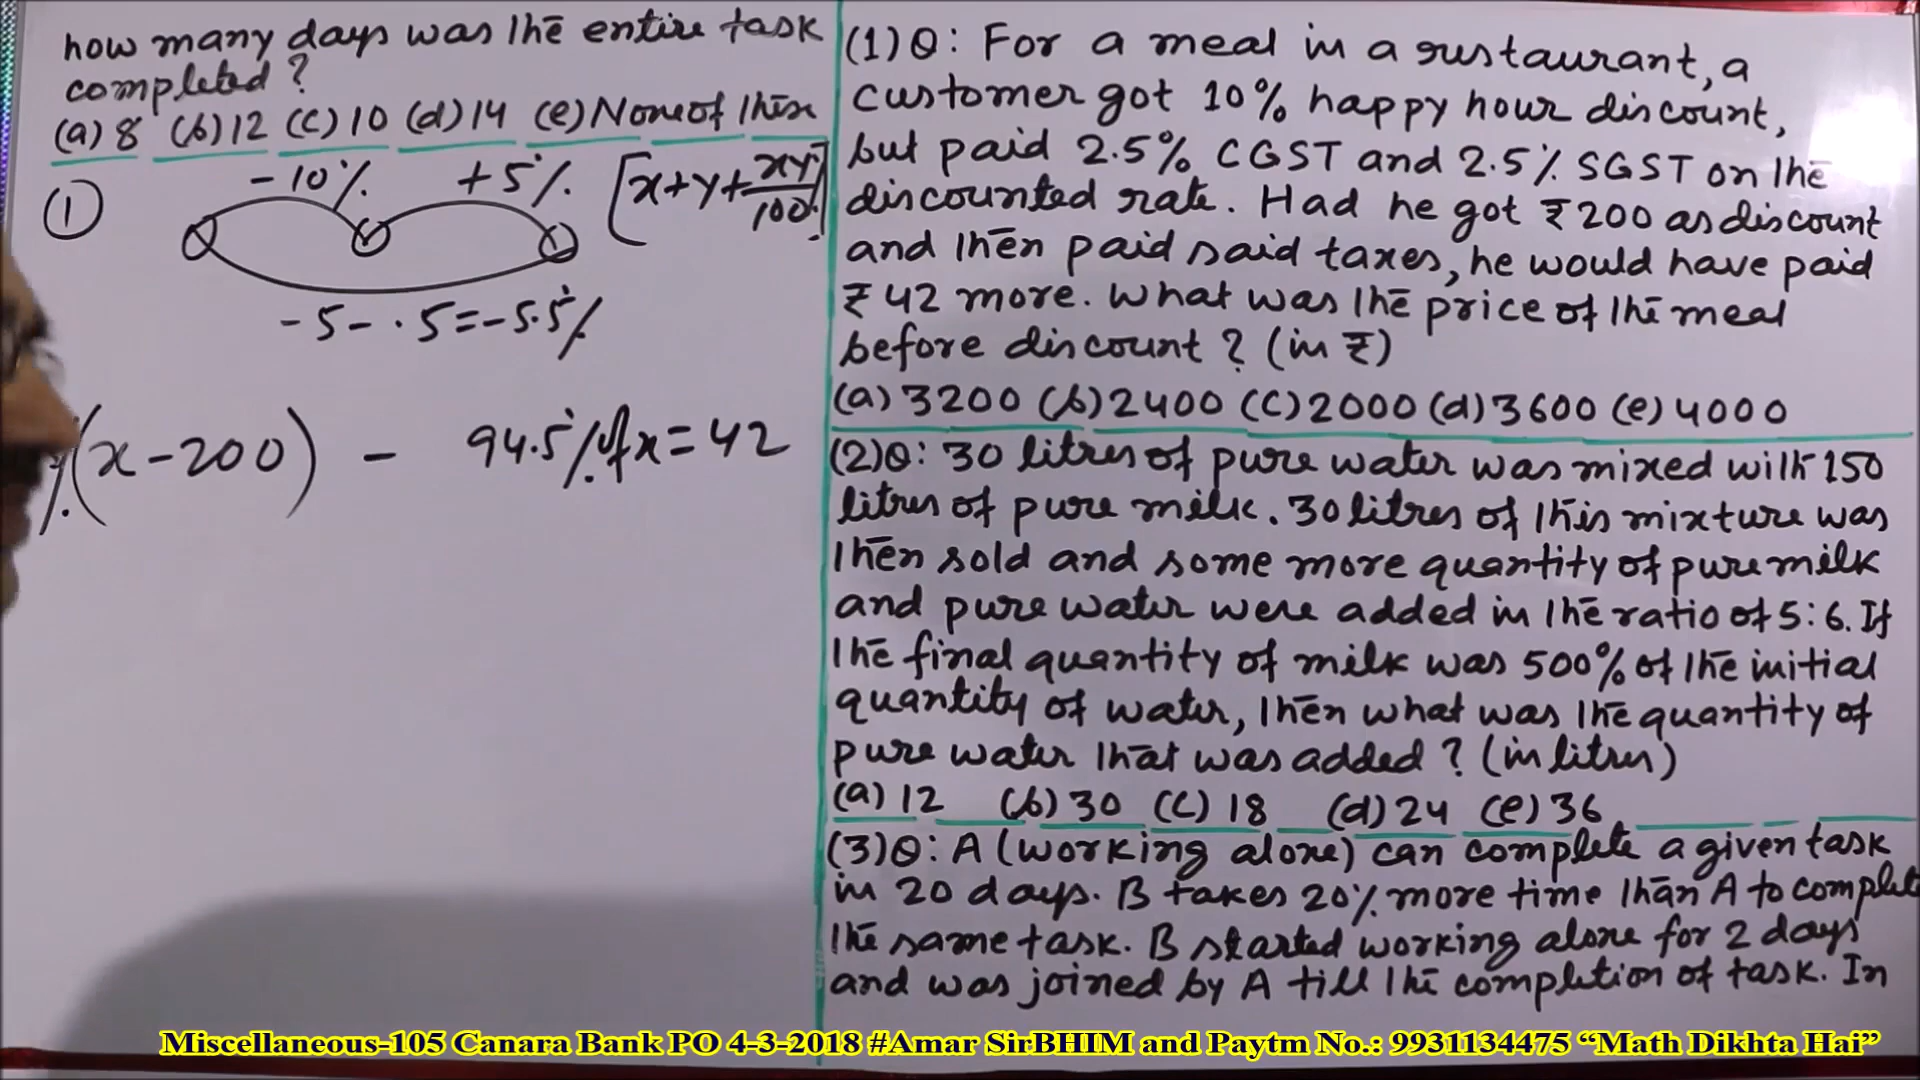 how many days was the entire task
completed?
(a) 8 (b) 12 (c) 10 (d) 14 (e) None of these
① -10% +5% [x+y+xy/100]
-5-.5=-5.5%
%(x-200) - 94.5% of x = 42
(1)Q: For a meal in a restaurant, a
customer got 10% happy hour discount,
but paid 2.5% CGST and 2.5% SGST on the
discounted rate. Had he got ₹200 as discount
and then paid said taxes, he would have paid
₹42 more. What was the price of the meal
before discount? (in ₹)
(a) 3200 (b) 2400 (c) 2000 (d) 3600 (e) 4000
(2)Q: 30 litres of pure water was mixed with 150
litres of pure milk. 30 litres of this mixture was
then sold and some more quantity of pure milk
and pure water were added in the ratio of 5:6. If
the final quantity of milk was 500% of the initial
quantity of water, then what was the quantity of
pure water that was added? (in litres)
(a) 12 (b) 30 (c) 18 (d) 24 (e) 36
(3)Q: A (working alone) can complete a given task
in 20 days. B takes 20% more time than A to complete
the same task. B started working alone for 2 days
and was joined by A till the completion of task. In
Miscellaneous-105 Canara Bank PO 4-3-2018 #Amar SirBHIM and Paytm No.: 9931134475 “Math Dikhta Hai”